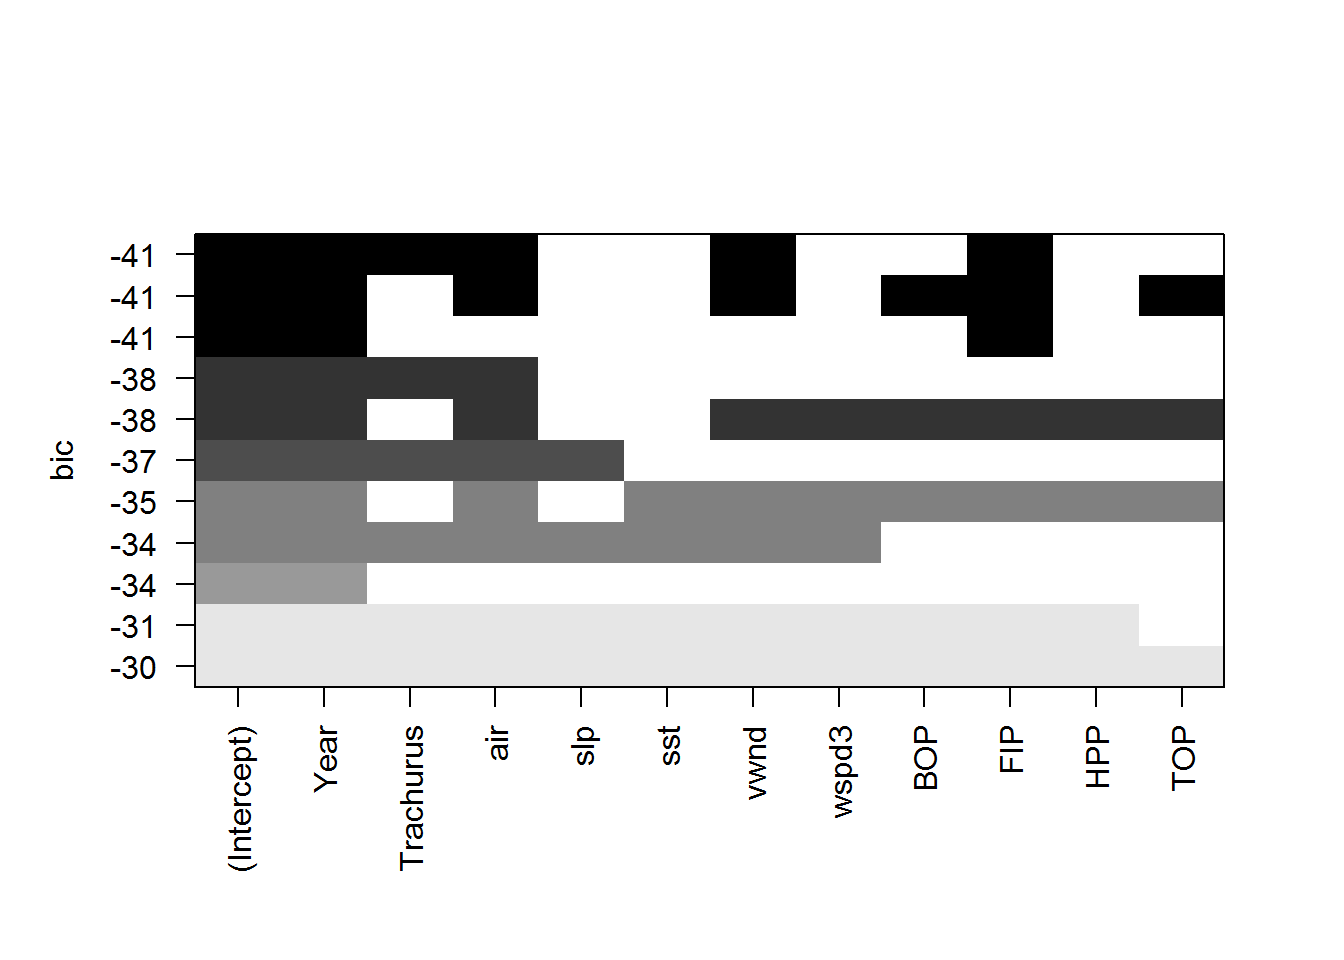 -41
-41
-41
-38
-38
-37
-35
-34
-34
-31
-30
bic
(Intercept)
Year
Trachurus
air
slp
sst
vwnd
wspd3
BOP
FIP
HPP
TOP